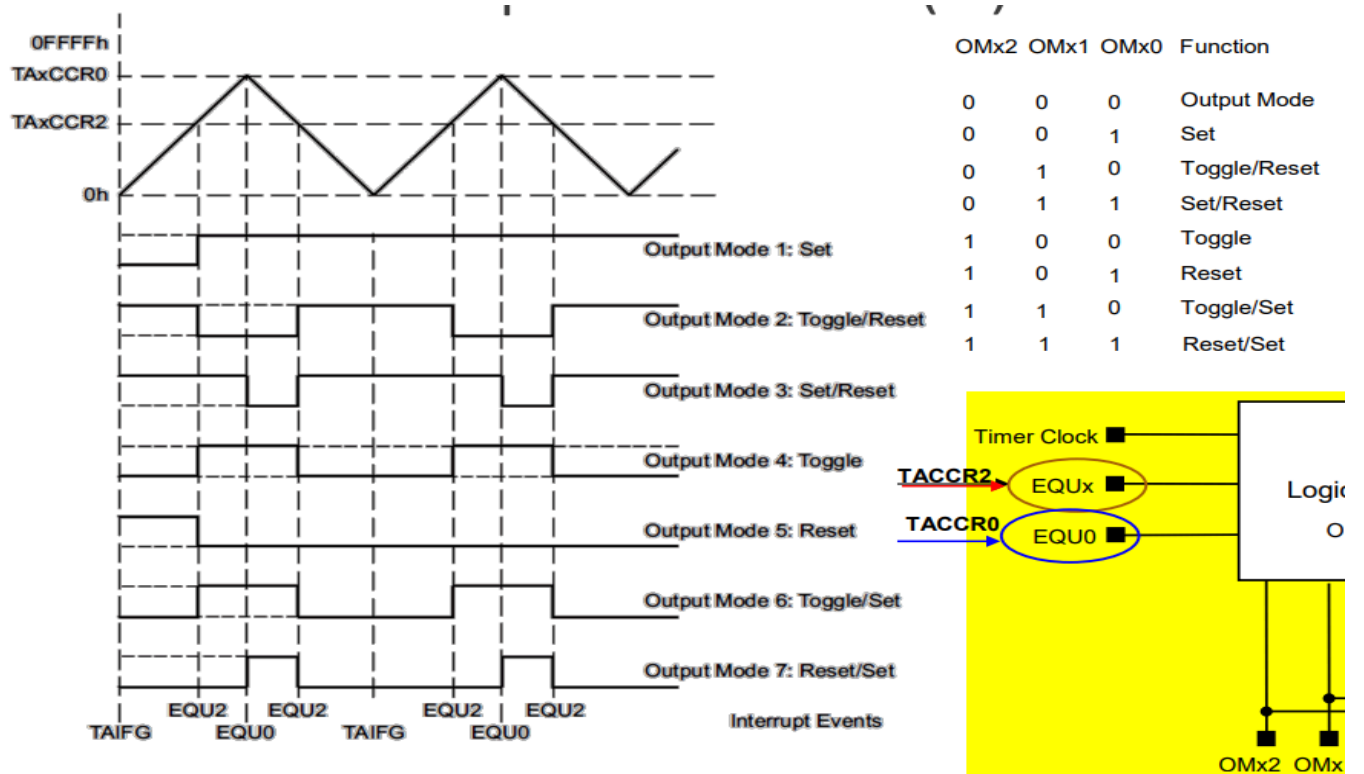 0FFFFh
TAxCCR0
TAxCCR2
0h
Output Mode 1: Set
Output Mode 2: Toggle/Reset
Output Mode 3: Set/Reset
Output Mode 4: Toggle
Output Mode 5: Reset
Output Mode 6: Toggle/Set
Output Mode 7: Reset/Set
EQU2 EQU2 EQU2 EQU2
TAIFG EQU0 TAIFG EQU0
Interrupt Events
OMx2 OMx1 OMx0 Function
0 0 0 Output Mode
0 0 1 Set
0 1 0 Toggle/Reset
0 1 1 Set/Reset
1 0 0 Toggle
1 0 1 Reset
1 1 0 Toggle/Set
1 1 1 Reset/Set
Timer Clock
TACCR2 EQUx
TACCR0 EQU0
Logic
O
OMx2 OMx